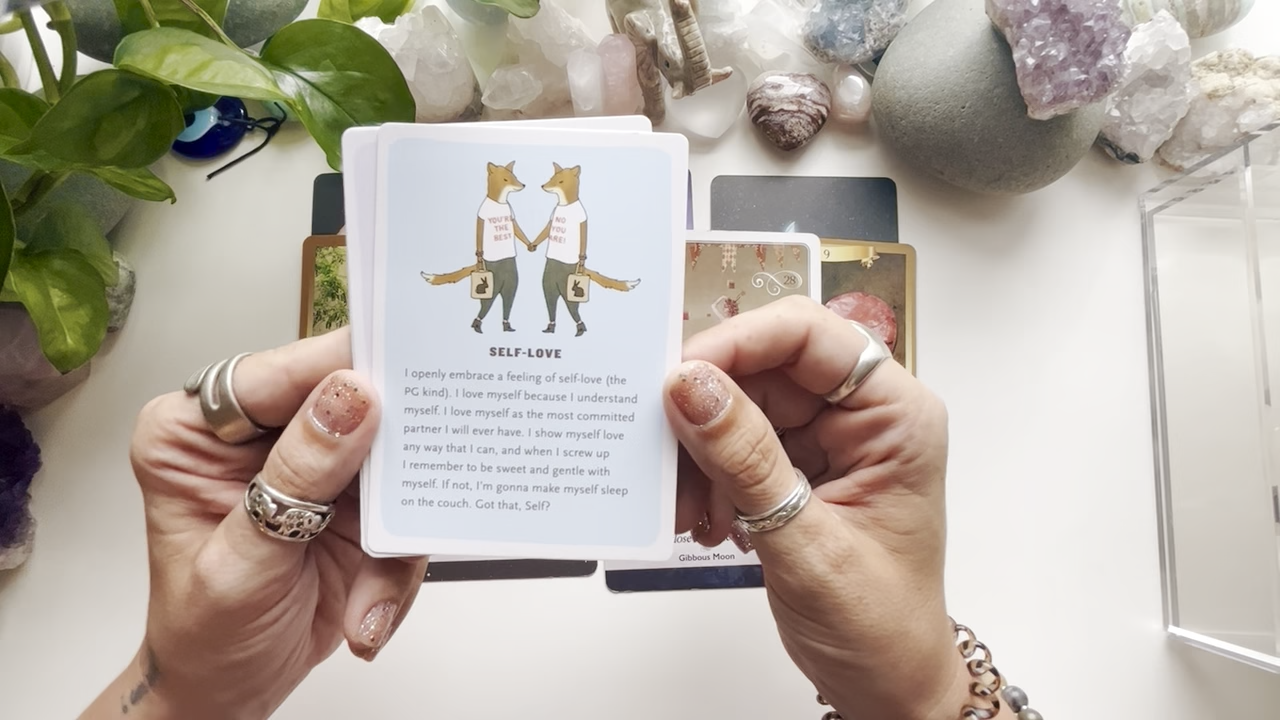 YOU'RE
THE
BEST
NO
YOU
ARE!
SELF-LOVE
I openly embrace a feeling of self-love (the
PG kind). I love myself because I understand
myself. I love myself as the most committed
partner I will ever have. I show myself love
any way that I can, and when I screw up
I remember to be sweet and gentle with
myself. If not, I'm gonna make myself sleep
on the couch. Got that, Self?
28
9
Gibbous Moon